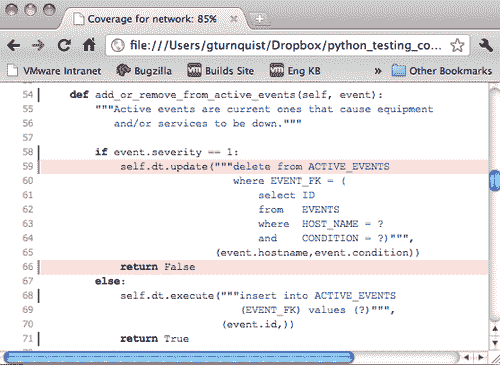 Coverage for network: 85%
file:///Users/gturnquist/Dropbox/python_testing_co...
VMware Intranet Bugzilla Builds Site Eng KB » Other Bookmarks
54 def add_or_remove_from_active_events(self, event):
55 """Active events are current ones that cause equipment
56 and/or services to be down."""
57
58 if event.severity == 1:
59 self.dt.update("""delete from ACTIVE_EVENTS
60 where EVENT_FK = (
61 select ID
62 from EVENTS
63 where HOST_NAME = ?
64 and CONDITION = ?)""",
65 (event.hostname,event.condition))
66 return False
67 else:
68 self.dt.execute("""insert into ACTIVE_EVENTS
69 (EVENT_FK) values (?)""",
70 (event.id,))
71 return True